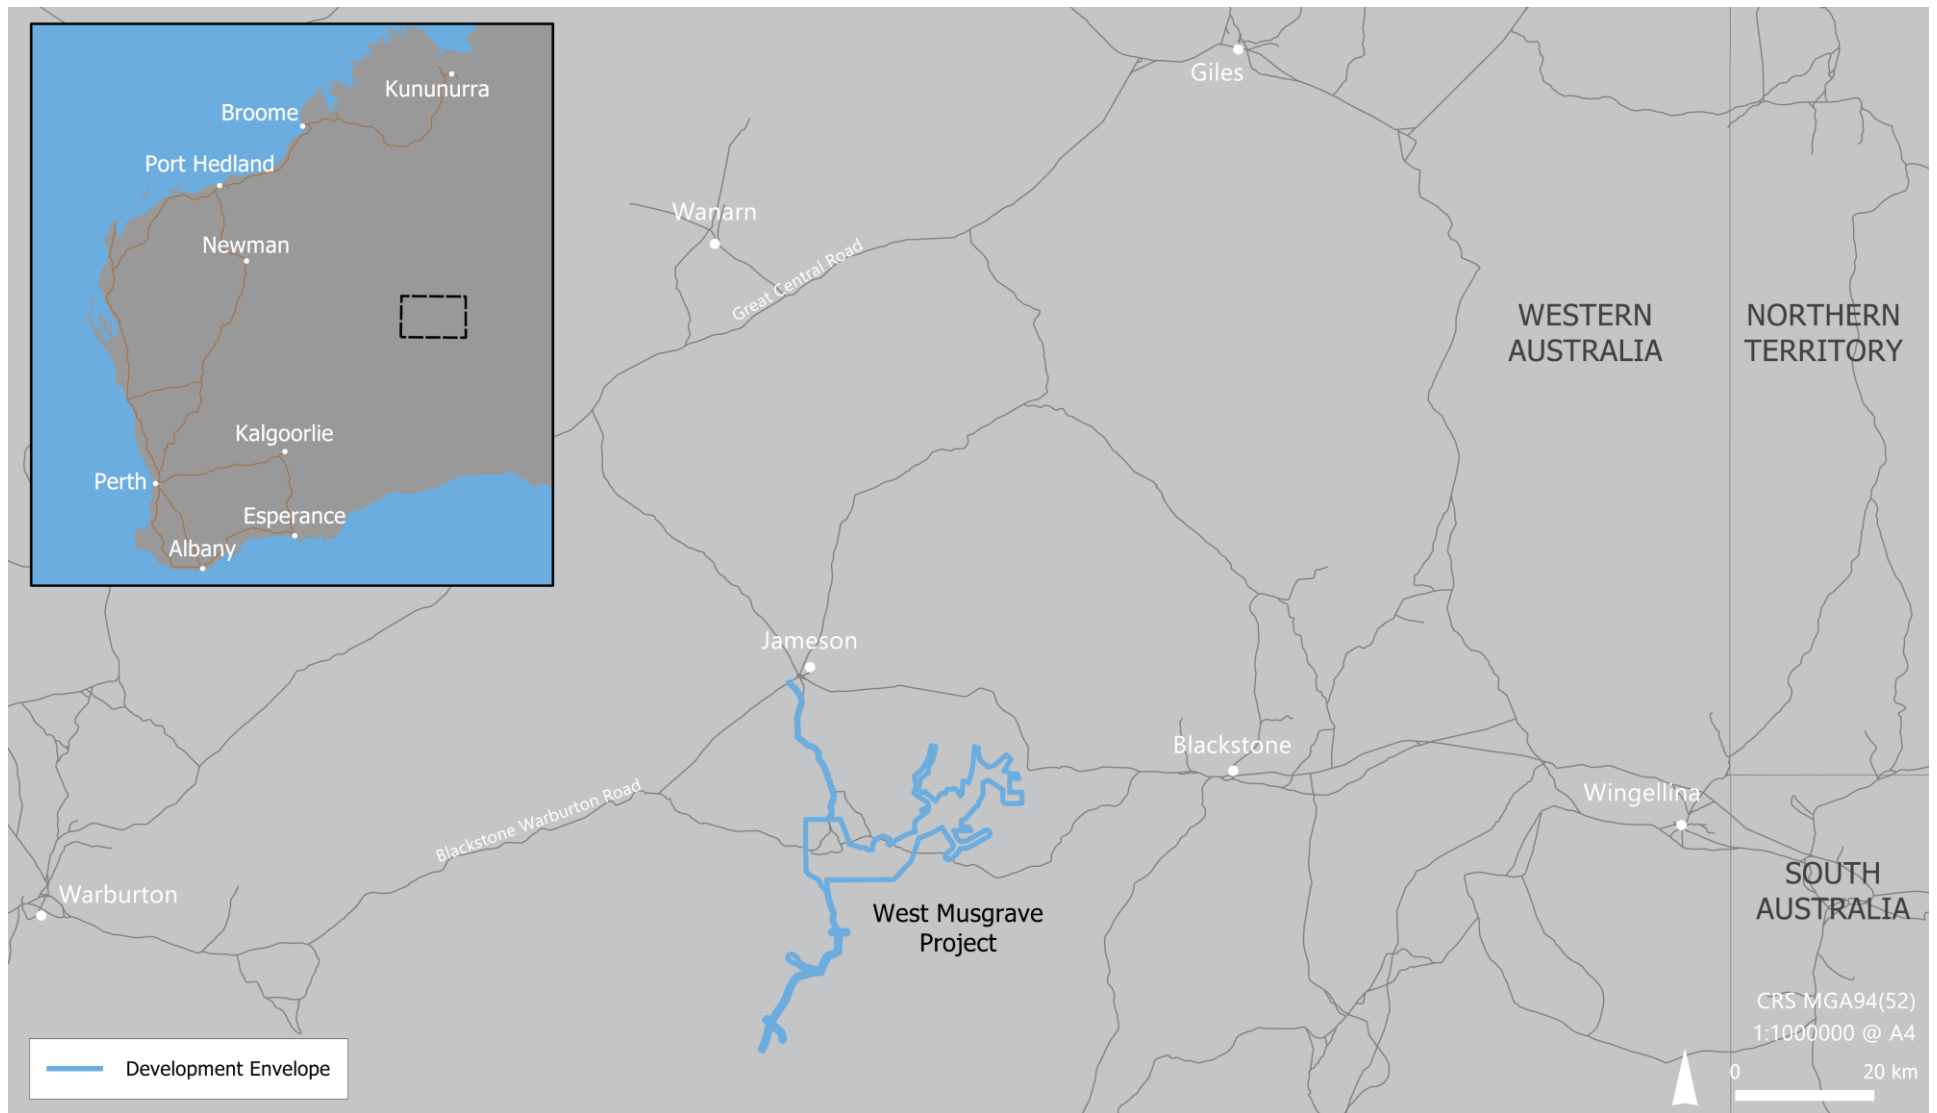 Kununurra
Broome
Port Hedland
Newman
Kalgoorlie
Perth
Esperance
Albany
Giles
Wanarn
Great Central Road
WESTERN
AUSTRALIA
NORTHERN
TERRITORY
Jameson
Blackstone
Wingellina
Blackstone Warburton Road
Warburton
SOUTH
AUSTRALIA
West Musgrave
Project
CRS MGA94(52)
1:1000000 @ A4
0 20 km
Development Envelope